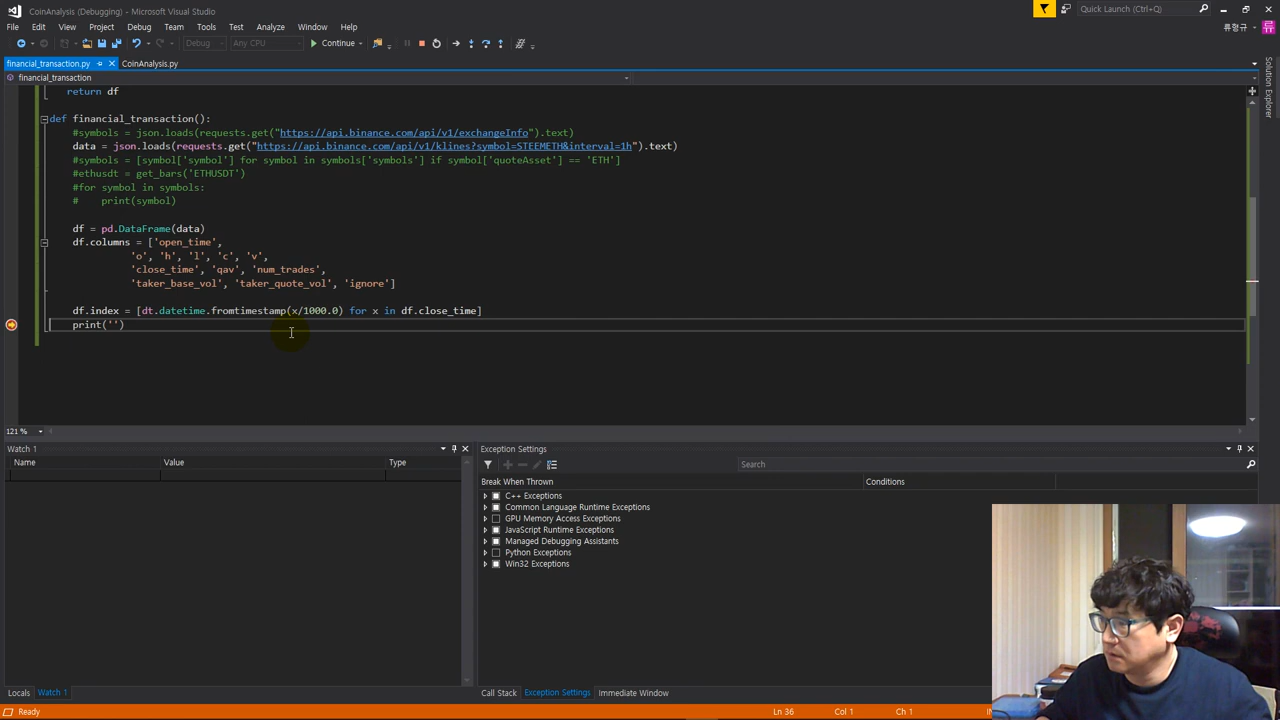 CoinAnalysis (Debugging) - Microsoft Visual Studio
Quick Launch (Ctrl+Q)
File Edit View Project Debug Team Tools Test Analyze Window Help
류형규
Debug Any CPU Continue
financial_transaction.py CoinAnalysis.py
financial_transaction
Solution Explorer
return df
def financial_transaction():
#symbols = json.loads(requests.get("https://api.binance.com/api/v1/exchangeInfo").text)
data = json.loads(requests.get("https://api.binance.com/api/v1/klines?symbol=STEEMETH&interval=1h").text)
#symbols = [symbol['symbol'] for symbol in symbols['symbols'] if symbol['quoteAsset'] == 'ETH']
#ethusdt = get_bars('ETHUSDT')
#for symbol in symbols:
#    print(symbol)
df = pd.DataFrame(data)
df.columns = ['open_time',
'o', 'h', 'l', 'c', 'v',
'close_time', 'qav', 'num_trades',
'taker_base_vol', 'taker_quote_vol', 'ignore']
df.index = [dt.datetime.fromtimestamp(x/1000.0) for x in df.close_time]
print('')
121 %
Watch 1
Name Value Type
Exception Settings
Search
Break When Thrown Conditions
C++ Exceptions
Common Language Runtime Exceptions
GPU Memory Access Exceptions
JavaScript Runtime Exceptions
Managed Debugging Assistants
Python Exceptions
Win32 Exceptions
Locals Watch 1
Call Stack Exception Settings Immediate Window
Ready Ln 36 Col 1 Ch 1